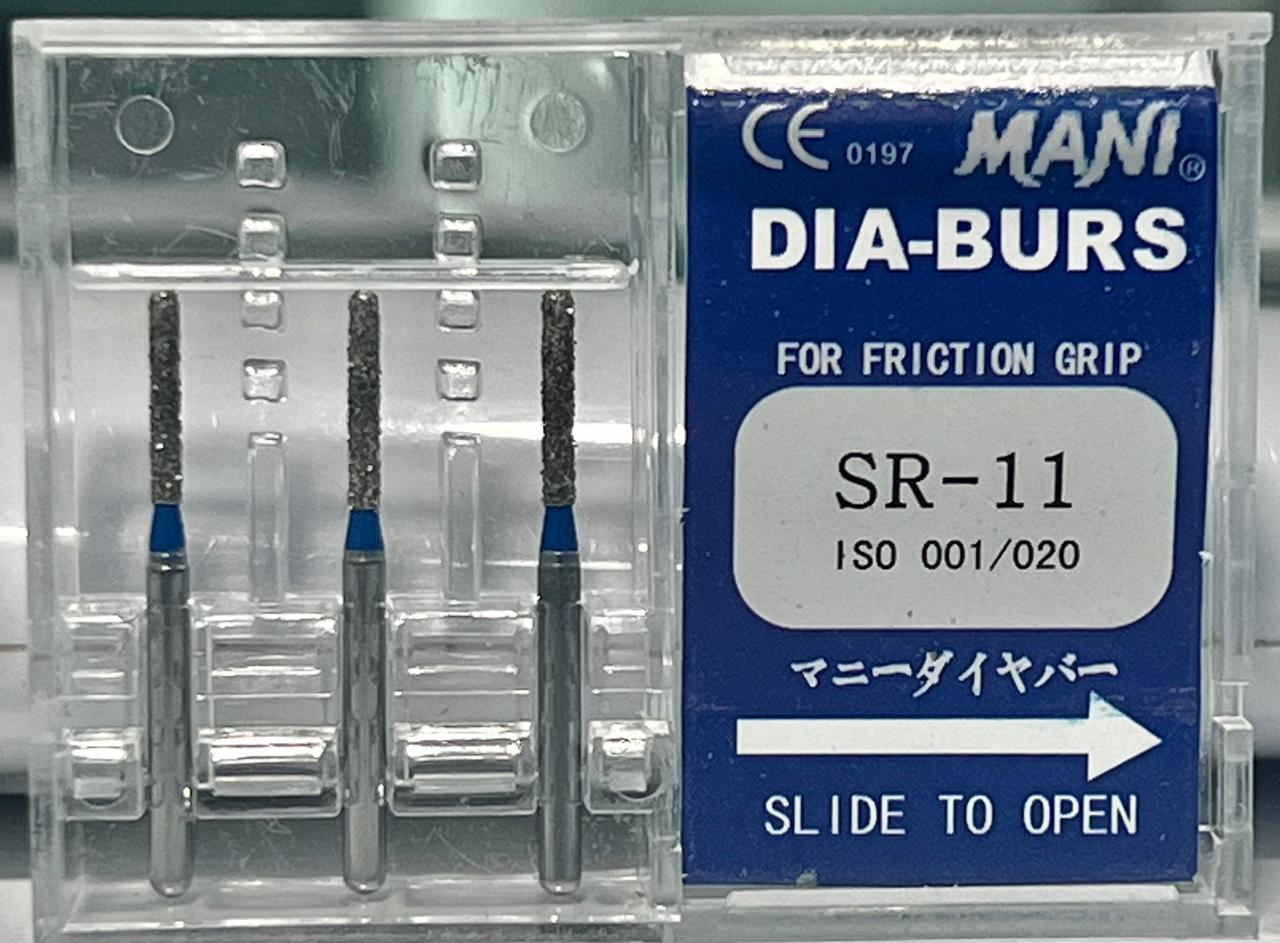 CE 0197 MANI®
DIA-BURS
FOR FRICTION GRIP
SR-11
ISO 001/020
マニーダイヤバー
SLIDE TO OPEN